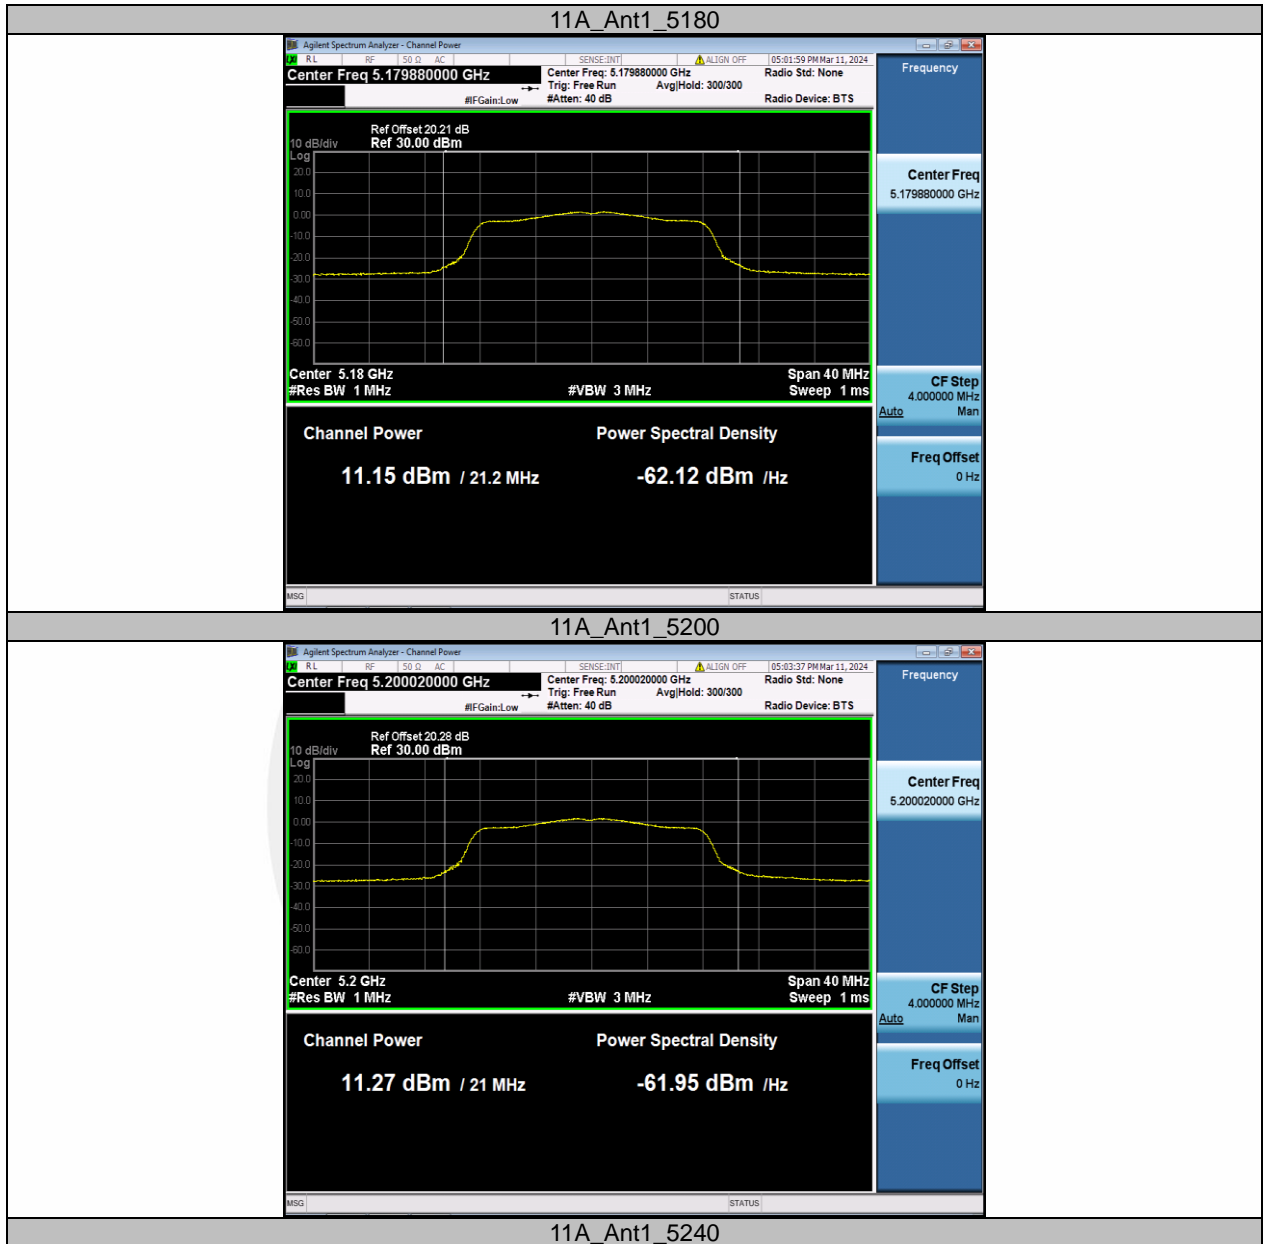 11A_Ant1_5180
Agilent Spectrum Analyzer - Channel Power
RL RF 50 Ω AC SENSE:INT ALIGN OFF 05:01:59 PM Mar 11, 2024
Center Freq 5.179880000 GHz
Center Freq: 5.179880000 GHz Radio Std: None
Trig: Free Run Avg|Hold: 300/300
#IFGain:Low #Atten: 40 dB Radio Device: BTS
Frequency
Ref Offset 20.21 dB
10 dB/div Ref 30.00 dBm
Log
20.0
10.0
0.00
-10.0
-20.0
-30.0
-40.0
-50.0
-60.0
Center 5.18 GHz Span 40 MHz
#Res BW 1 MHz #VBW 3 MHz Sweep 1 ms
Center Freq
5.179880000 GHz
CF Step
4.000000 MHz
Auto Man
Freq Offset
0 Hz
Channel Power Power Spectral Density
11.15 dBm / 21.2 MHz -62.12 dBm /Hz
MSG STATUS
11A_Ant1_5200
Agilent Spectrum Analyzer - Channel Power
RL RF 50 Ω AC SENSE:INT ALIGN OFF 05:03:37 PM Mar 11, 2024
Center Freq 5.200020000 GHz
Center Freq: 5.200020000 GHz Radio Std: None
Trig: Free Run Avg|Hold: 300/300
#IFGain:Low #Atten: 40 dB Radio Device: BTS
Frequency
Ref Offset 20.28 dB
10 dB/div Ref 30.00 dBm
Log
20.0
10.0
0.00
-10.0
-20.0
-30.0
-40.0
-50.0
-60.0
Center 5.2 GHz Span 40 MHz
#Res BW 1 MHz #VBW 3 MHz Sweep 1 ms
Center Freq
5.200020000 GHz
CF Step
4.000000 MHz
Auto Man
Freq Offset
0 Hz
Channel Power Power Spectral Density
11.27 dBm / 21 MHz -61.95 dBm /Hz
MSG STATUS
11A_Ant1_5240